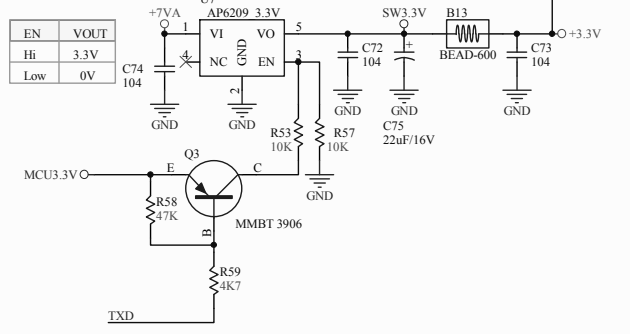 +7VA
AP6209 3.3V
SW3.3V
B13
EN VOUT
Hi 3.3V
Low 0V
1 VI VO 5
GND
4 NC EN 3
2
C74
104
C72
104
+
C73
104
+3.3V
BEAD-600
GND
GND
GND
GND
GND
C75
22uF/16V
R53
10K
R57
10K
GND
Q3
MCU3.3V
E
C
R58
47K
MMBT 3906
B
R59
4K7
TXD